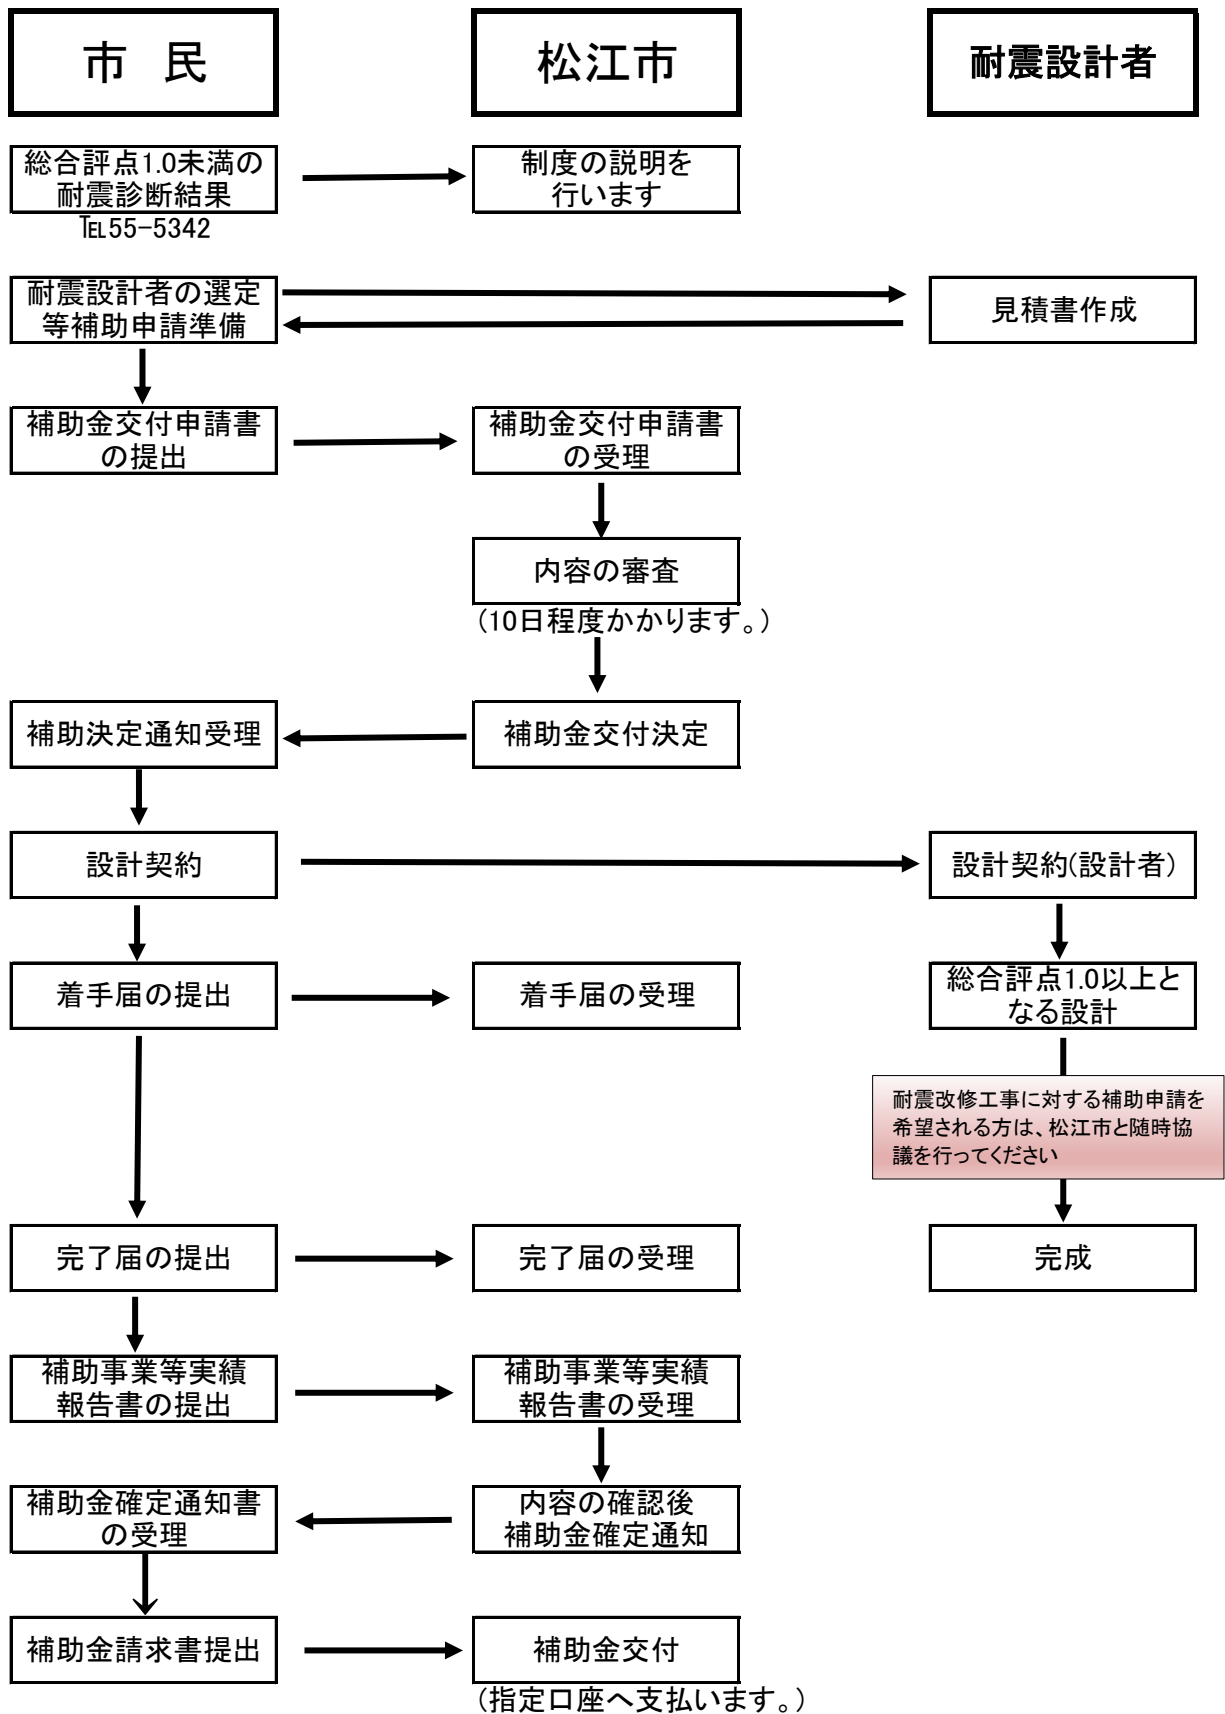 市　民
松江市
耐震設計者
総合評点1.0未満の
耐震診断結果
℡55-5342
制度の説明を
行います
耐震設計者の選定
等補助申請準備
見積書作成
補助金交付申請書
の提出
補助金交付申請書
の受理
内容の審査
（10日程度かかります。）
補助決定通知受理
補助金交付決定
設計契約
設計契約(設計者)
着手届の提出
着手届の受理
総合評点1.0以上と
なる設計
耐震改修工事に対する補助申請を
希望される方は、松江市と随時協
議を行ってください
完了届の提出
完了届の受理
完成
補助事業等実績
報告書の提出
補助事業等実績
報告書の受理
補助金確定通知書
の受理
内容の確認後
補助金確定通知
補助金請求書提出
補助金交付
（指定口座へ支払います。）